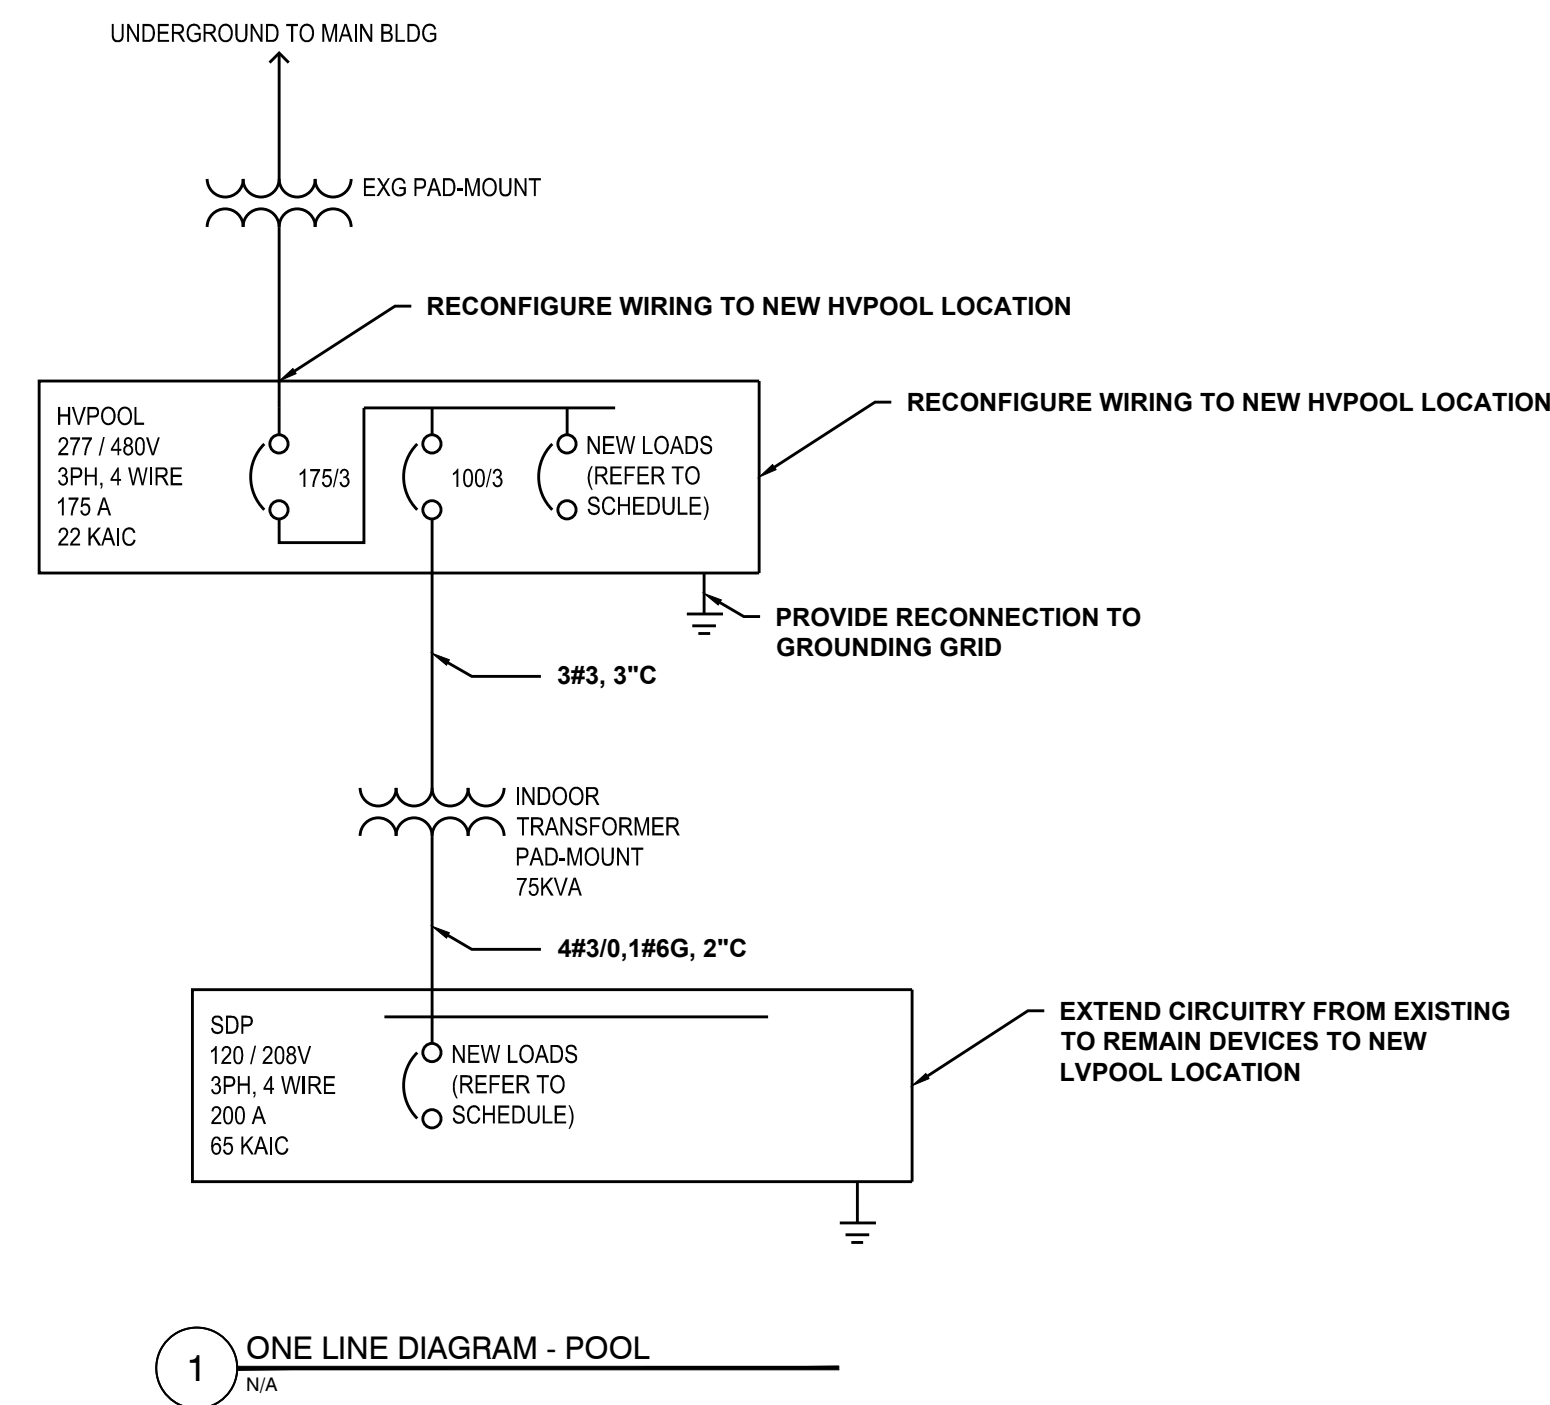 UNDERGROUND TO MAIN BLDG
EXG PAD-MOUNT
RECONFIGURE WIRING TO NEW HVPOOL LOCATION
RECONFIGURE WIRING TO NEW HVPOOL LOCATION
HVPOOL
277 / 480V
3PH, 4 WIRE
175 A
22 KAIC
175/3
100/3
NEW LOADS
(REFER TO
SCHEDULE)
PROVIDE RECONNECTION TO
GROUNDING GRID
3#3, 3"C
INDOOR
TRANSFORMER
PAD-MOUNT
75KVA
4#3/0,1#6G, 2"C
SDP
120 / 208V
3PH, 4 WIRE
200 A
65 KAIC
NEW LOADS
(REFER TO
SCHEDULE)
EXTEND CIRCUITRY FROM EXISTING
TO REMAIN DEVICES TO NEW
LVPOOL LOCATION
1
ONE LINE DIAGRAM - POOL
N/A